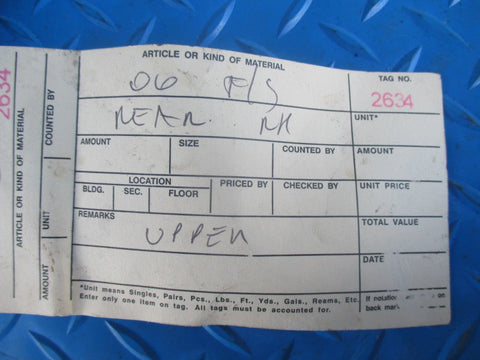 ARTICLE OR KIND OF MATERIAL
06 F/S
TAG NO.
2634
REAR RH
UNIT*
AMOUNT
SIZE
COUNTED BY
AMOUNT
LOCATION
BLDG.
SEC.
FLOOR
PRICED BY
CHECKED BY
UNIT PRICE
REMARKS
UPPER
TOTAL VALUE
DATE
*Unit means Singles, Pairs, Pcs., Lbs., Ft., Yds., Gals., Reams, Etc.
Enter only one item on tag. All tags must be accounted for.
If notation
back
2634
ARTICLE OR KIND OF MATERIAL
COUNTED BY
UNIT
AMOUNT